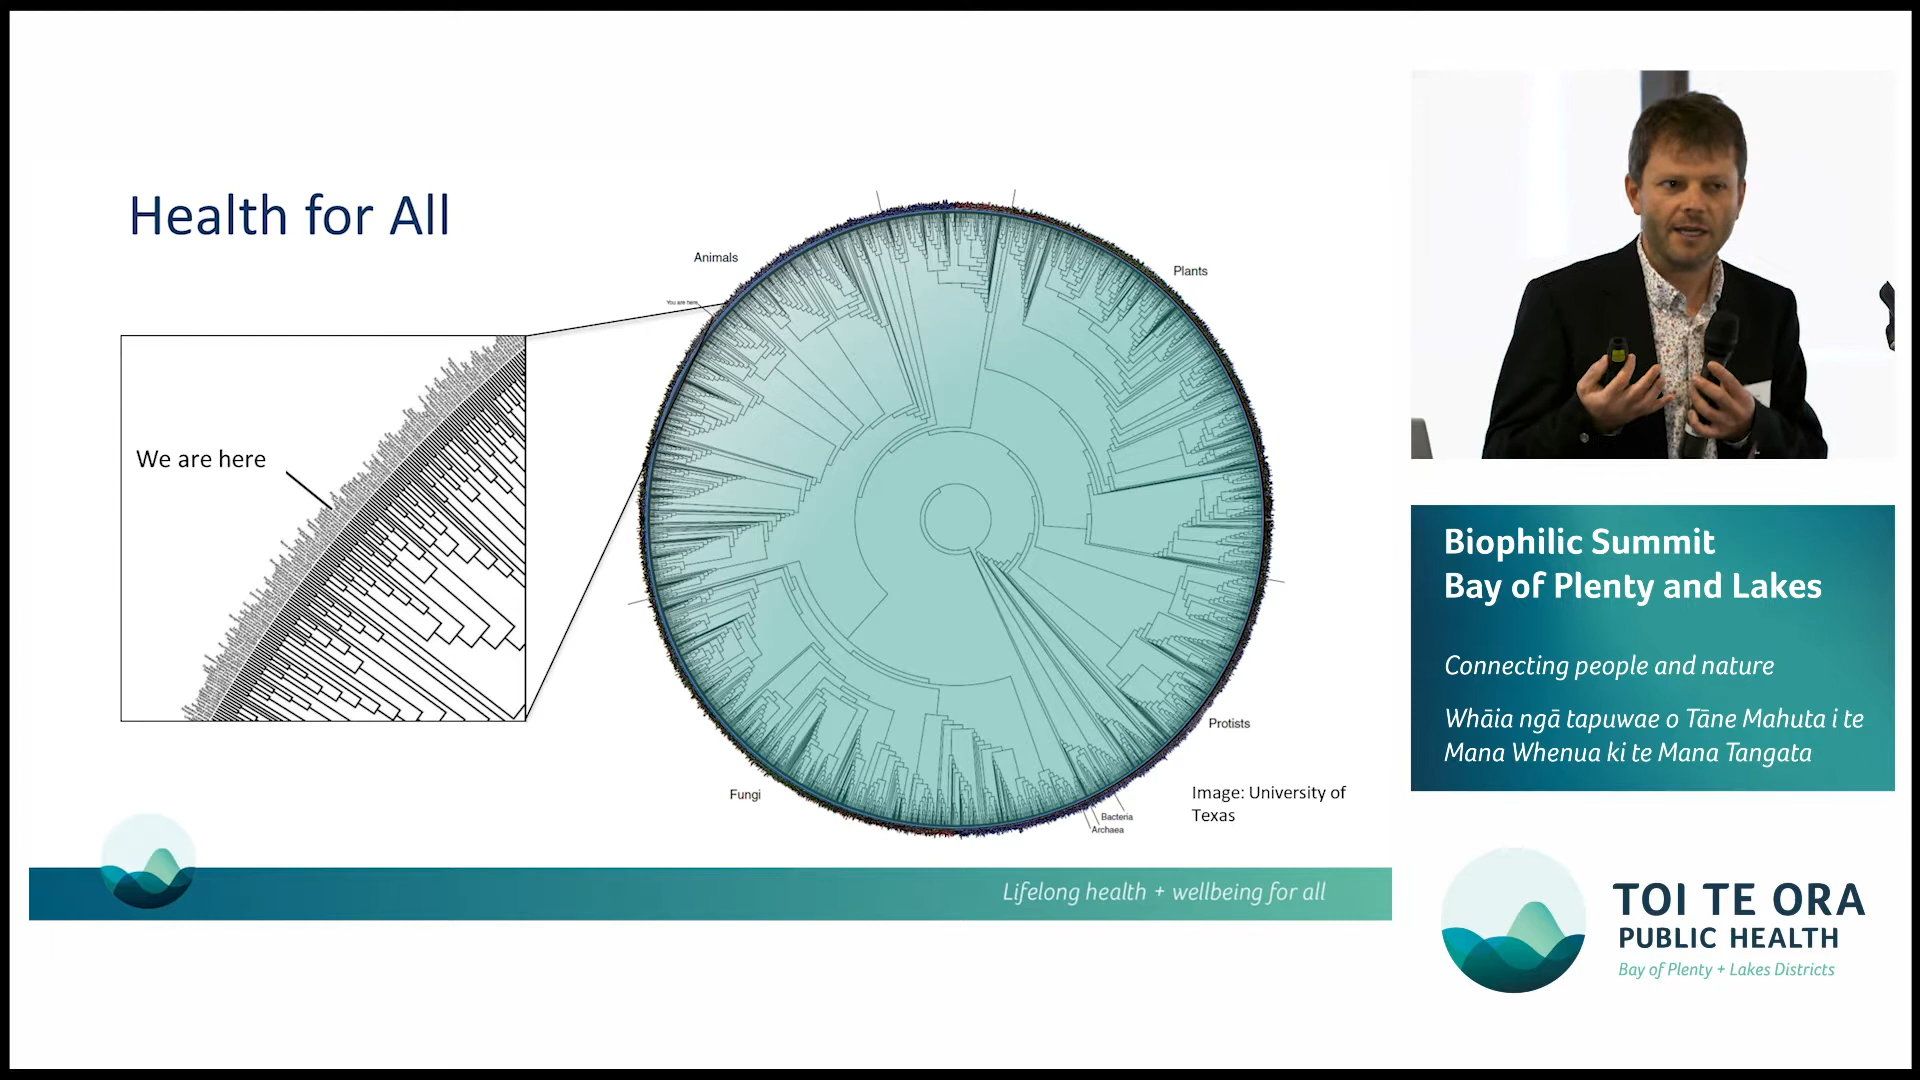 Health for All
Animals
Plants
You are here
We are here
Protists
Fungi
Image: University of
Texas
Bacteria
Archaea
Lifelong health + wellbeing for all
Biophilic Summit
Bay of Plenty and Lakes
Connecting people and nature
Whāia ngā tapuwae o Tāne Mahuta i te
Mana Whenua ki te Mana Tangata
TOI TE ORA
PUBLIC HEALTH
Bay of Plenty + Lakes Districts